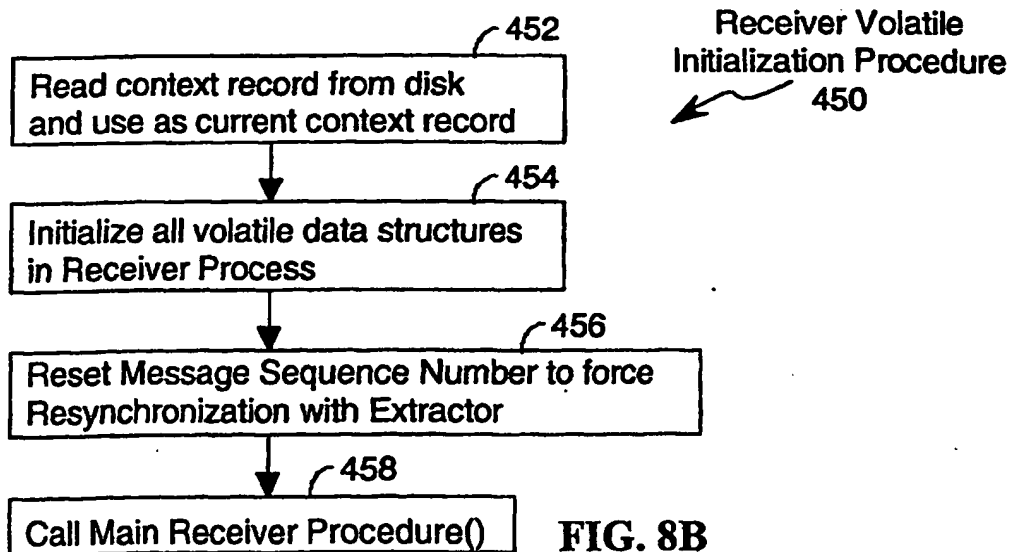 452
Receiver Volatile
Initialization Procedure
450
Read context record from disk
and use as current context record
454
Initialize all volatile data structures
in Receiver Process
456
Reset Message Sequence Number to force
Resynchronization with Extractor
458
Call Main Receiver Procedure()
FIG. 8B